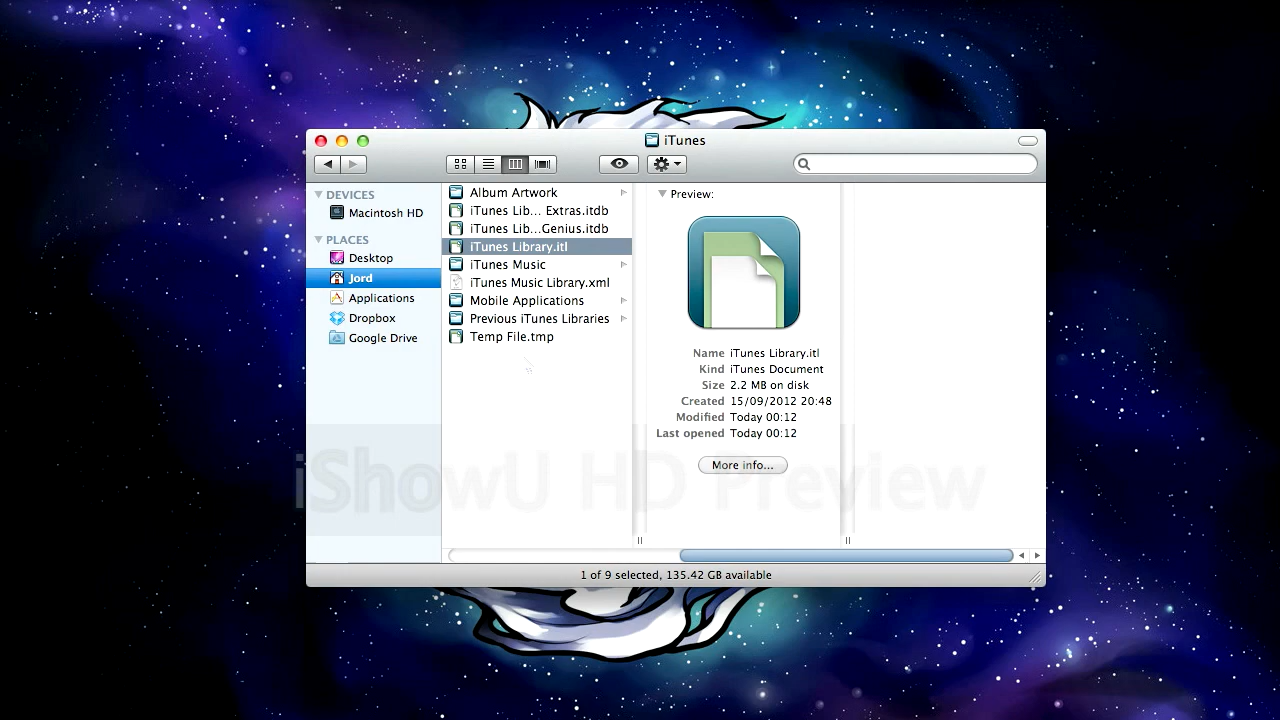 iTunes
DEVICES
Macintosh HD
PLACES
Desktop
Jord
Applications
Dropbox
Google Drive
Album Artwork
iTunes Lib... Extras.itdb
iTunes Lib...Genius.itdb
iTunes Library.itl
iTunes Music
iTunes Music Library.xml
Mobile Applications
Previous iTunes Libraries
Temp File.tmp
Preview:
Name iTunes Library.itl
Kind iTunes Document
Size 2.2 MB on disk
Created 15/09/2012 20:48
Modified Today 00:12
Last opened Today 00:12
More info...
iShowU HD Preview
1 of 9 selected, 135.42 GB available